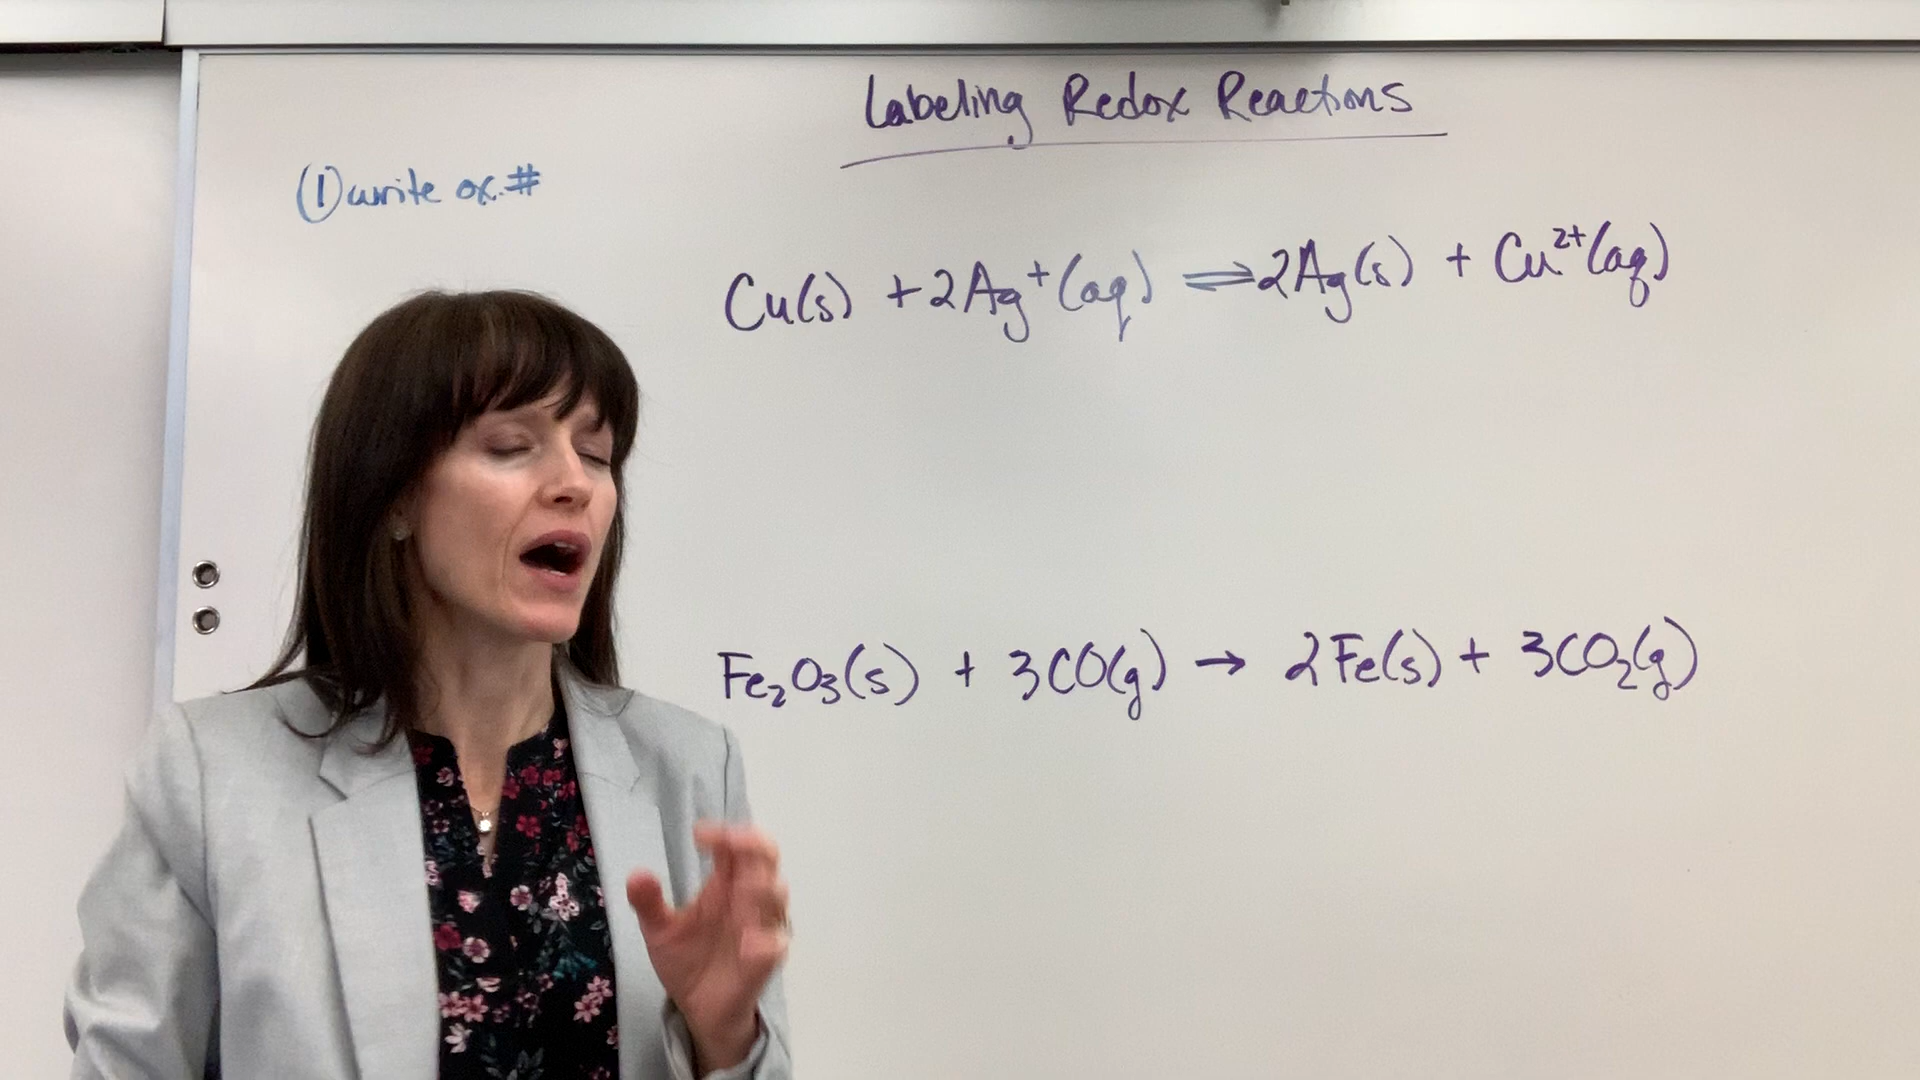 Labeling Redox Reactions
(1) write ox.#
Cu(s) + 2Ag⁺(aq) ⇌ 2Ag(s) + Cu²⁺(aq)
Fe₂O₃(s) + 3CO(g) → 2Fe(s) + 3CO₂(g)